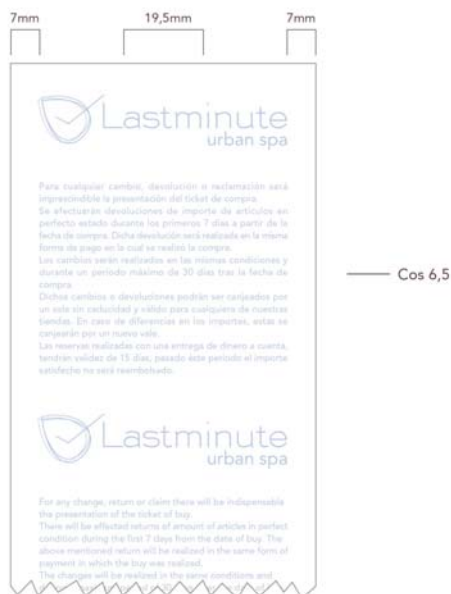 7mm 19,5mm 7mm
Lastminute
urban spa
Para cualquier cambio, devolución o reclamación será
imprescindible la presentación del ticket de compra.
Se efectuarán devoluciones de importe de artículos en
perfecto estado durante los primeros 7 días a partir de la
fecha de compra. Dicha devolución será realizada en la misma
forma de pago en la cual se realizó la compra.
Los cambios serán realizados en las mismas condiciones y
durante un período máximo de 30 días tras la fecha de
compra.
Dichos cambios o devoluciones podrán ser canjeados por
un vale sin caducidad y válido para cualquiera de nuestras
tiendas. En caso de diferencias en los importes, estas se
canjearán por un nuevo vale.
Las reservas realizadas con una entrega de dinero a cuenta,
tendrán validez de 15 días, pasado éste período el importe
satisfecho no será reembolsado.
Cos 6,5
Lastminute
urban spa
For any change, return or claim there will be indispensable
the presentation of the ticket of buy.
There will be effected returns of amount of articles in perfect
condition during the first 7 days from the date of buy. The
above mentioned return will be realized in the same form of
payment in which the buy was realized.
The changes will be realized in the same conditions and